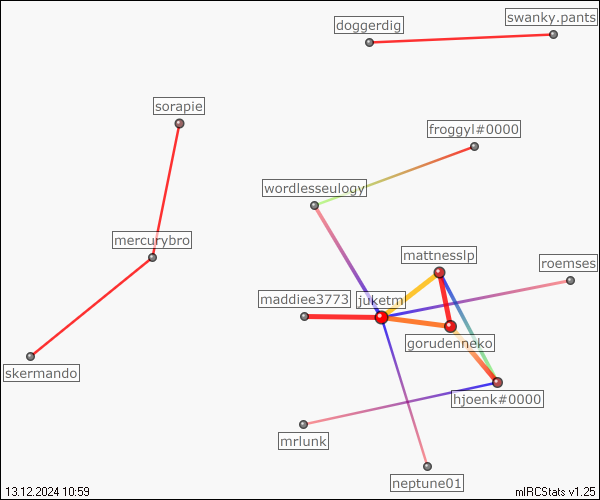 swanky.pants
doggerdig
sorapie
froggyl#0000
wordlesseulogy
mercurybro
mattnesslp
roemses
maddiee3773
juketm
gorudenneko
skermando
hjoenk#0000
mrlunk
neptune01
13.12.2024 10:59
mIRCStats v1.25